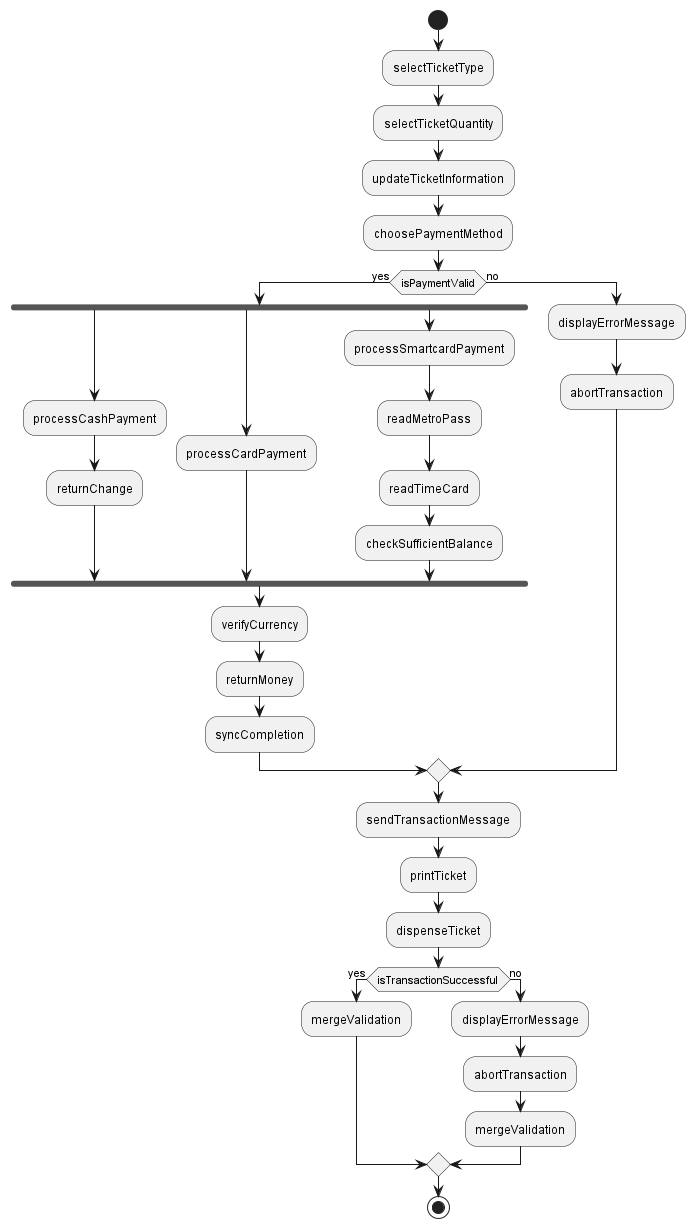 selectTicketType
selectTicketQuantity
updateTicketInformation
choosePaymentMethod
yes
isPaymentValid
no
processCashPayment
returnChange
processCardPayment
processSmartcardPayment
readMetroPass
readTimeCard
checkSufficientBalance
displayErrorMessage
abortTransaction
verifyCurrency
returnMoney
syncCompletion
sendTransactionMessage
printTicket
dispenseTicket
yes
isTransactionSuccessful
no
mergeValidation
displayErrorMessage
abortTransaction
mergeValidation